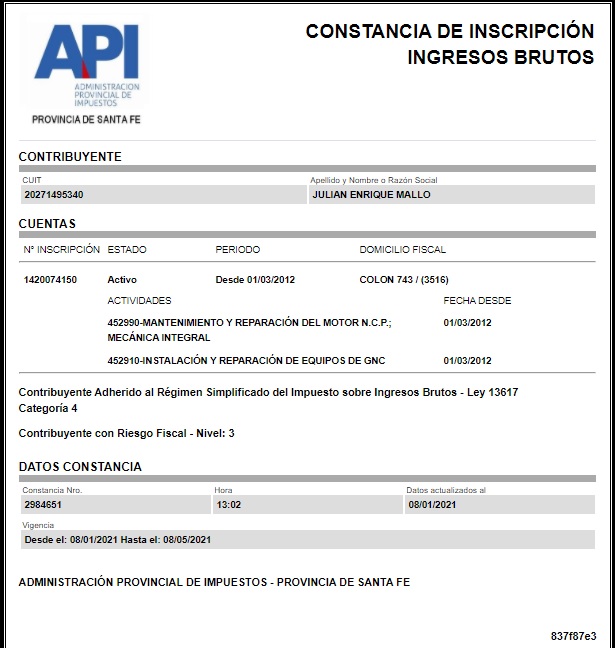 CONSTANCIA DE INSCRIPCIÓN
INGRESOS BRUTOS
API
ADMINISTRACION
PROVINCIAL DE
IMPUESTOS
PROVINCIA DE SANTA FE
CONTRIBUYENTE
CUIT Apellido y Nombre o Razón Social
20271495340 JULIAN ENRIQUE MALLO
CUENTAS
N° INSCRIPCIÓN ESTADO PERIODO DOMICILIO FISCAL
1420074150 Activo Desde 01/03/2012 COLON 743 / (3516)
ACTIVIDADES FECHA DESDE
452990-MANTENIMIENTO Y REPARACIÓN DEL MOTOR N.C.P.; 01/03/2012
MECÁNICA INTEGRAL
452910-INSTALACIÓN Y REPARACIÓN DE EQUIPOS DE GNC 01/03/2012
Contribuyente Adherido al Régimen Simplificado del Impuesto sobre Ingresos Brutos - Ley 13617
Categoría 4
Contribuyente con Riesgo Fiscal - Nivel: 3
DATOS CONSTANCIA
Constancia Nro. Hora Datos actualizados al
2984651 13:02 08/01/2021
Vigencia
Desde el: 08/01/2021 Hasta el: 08/05/2021
ADMINISTRACIÓN PROVINCIAL DE IMPUESTOS - PROVINCIA DE SANTA FE
837f87e3